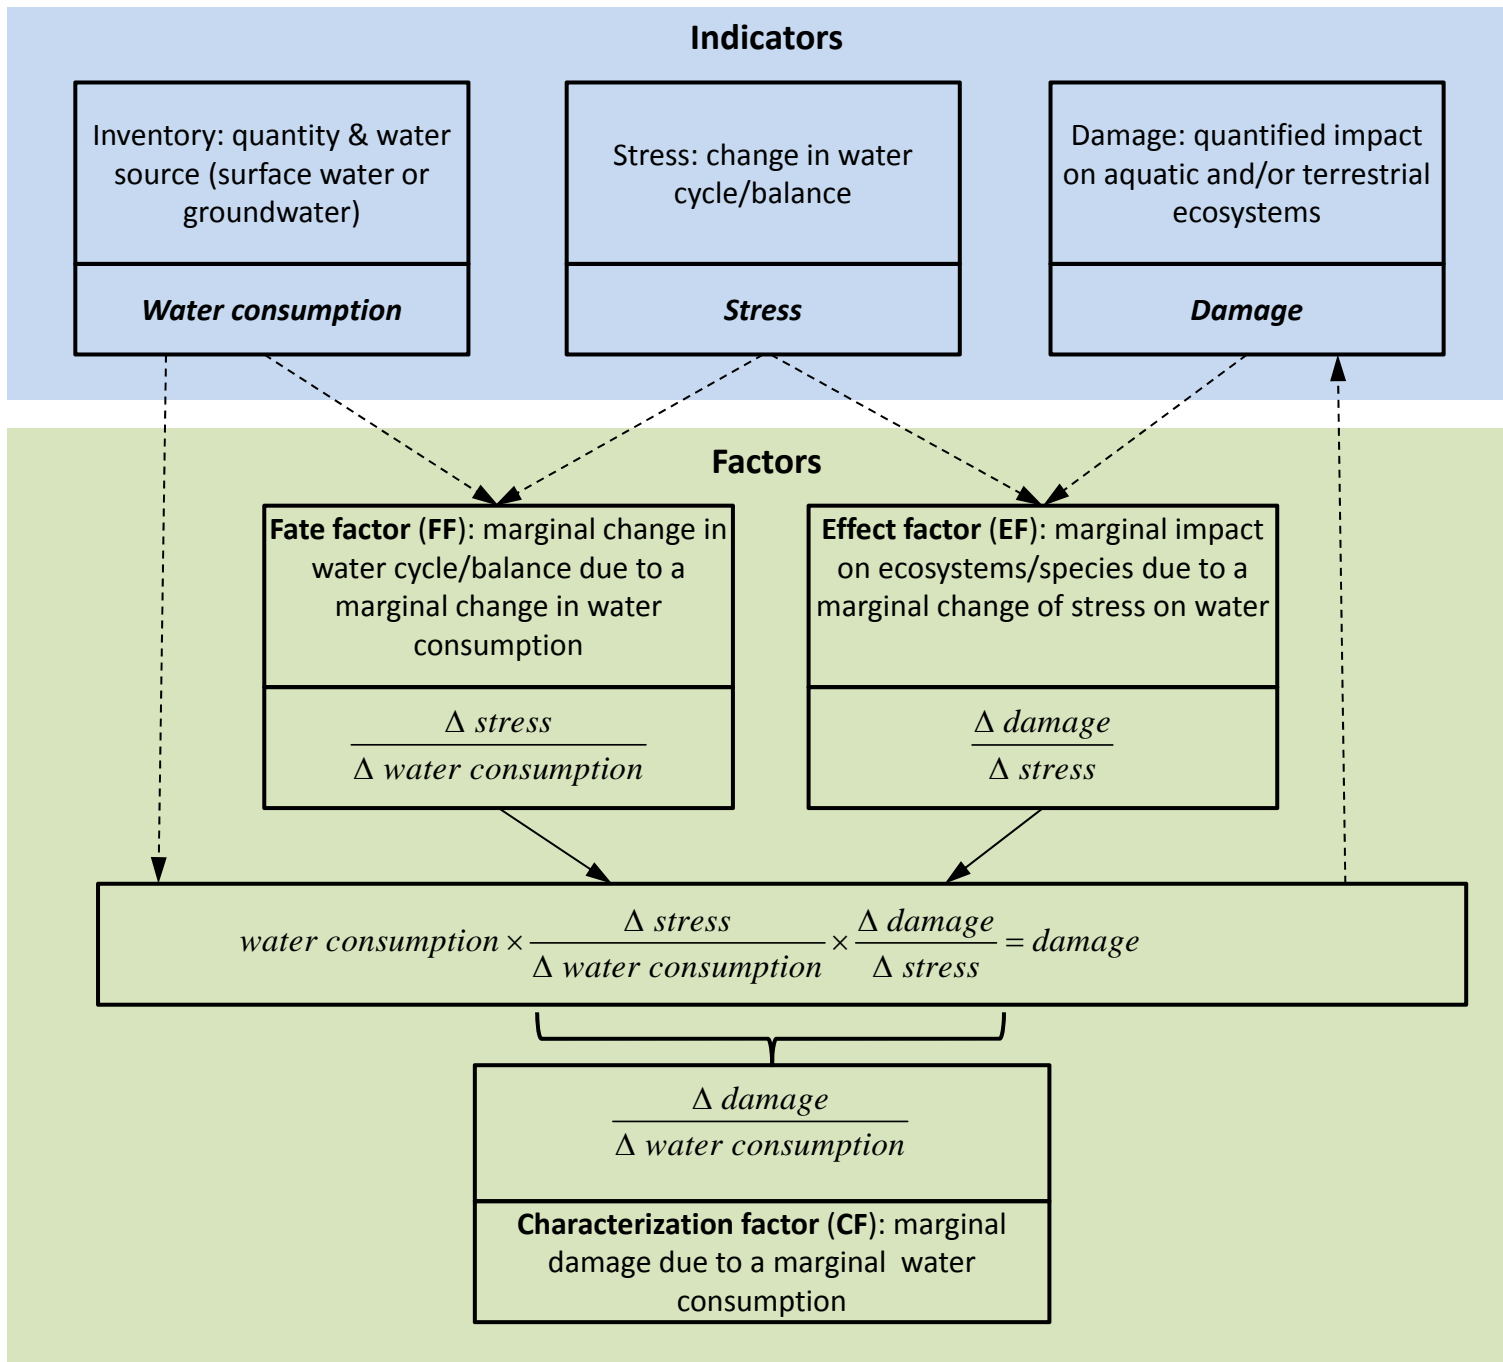 Indicators
Inventory: quantity & water
source (surface water or
groundwater)
Water consumption
Stress: change in water
cycle/balance
Stress
Damage: quantified impact
on aquatic and/or terrestrial
ecosystems
Damage
Factors
Fate factor (FF): marginal change in
water cycle/balance due to a
marginal change in water
consumption
Δ stress
Δ water consumption
Effect factor (EF): marginal impact
on ecosystems/species due to a
marginal change of stress on water
Δ damage
Δ stress
water consumption × Δ stress / Δ water consumption × Δ damage / Δ stress = damage
Δ damage
Δ water consumption
Characterization factor (CF): marginal
damage due to a marginal water
consumption